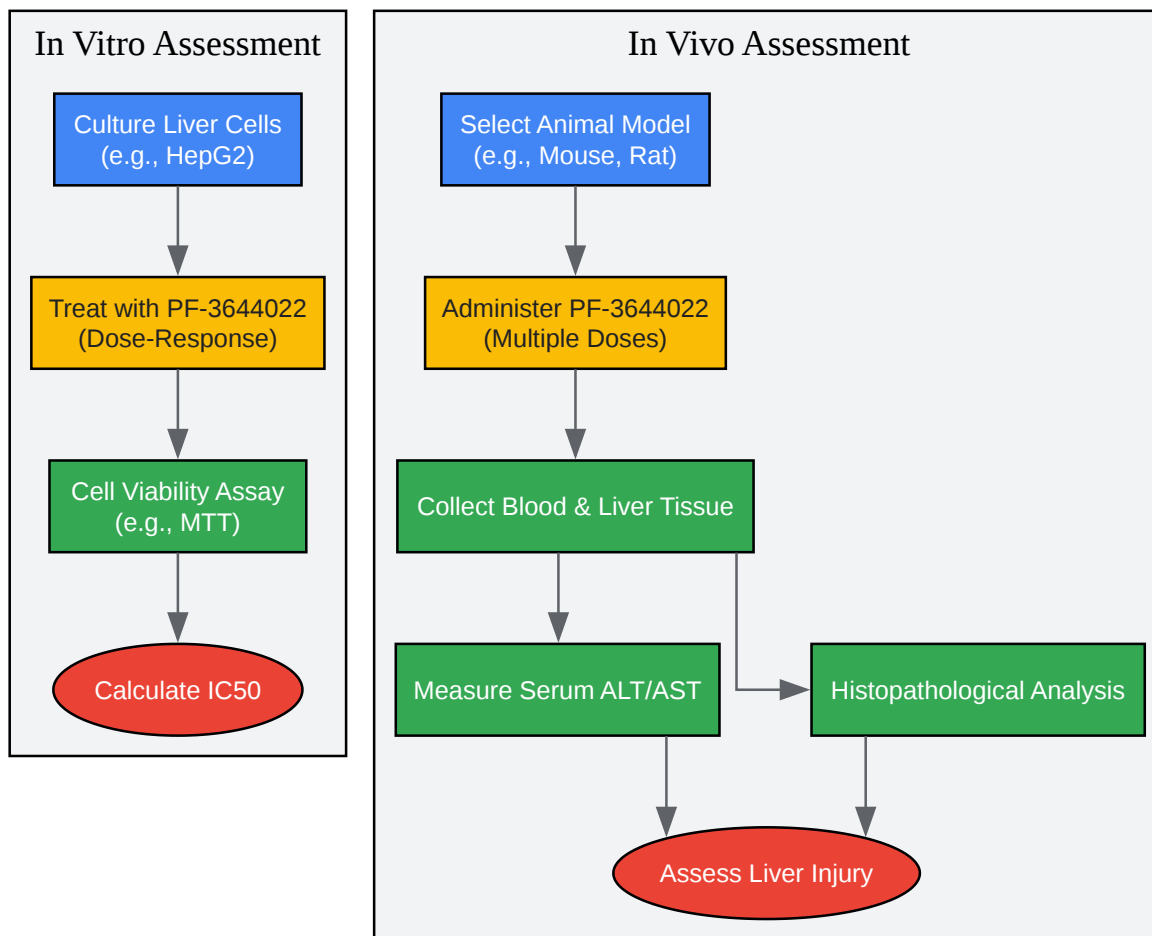 In Vitro Assessment
Culture Liver Cells
(e.g., HepG2)
Treat with PF-3644022
(Dose-Response)
Cell Viability Assay
(e.g., MTT)
Calculate IC50
In Vivo Assessment
Select Animal Model
(e.g., Mouse, Rat)
Administer PF-3644022
(Multiple Doses)
Collect Blood & Liver Tissue
Measure Serum ALT/AST
Histopathological Analysis
Assess Liver Injury